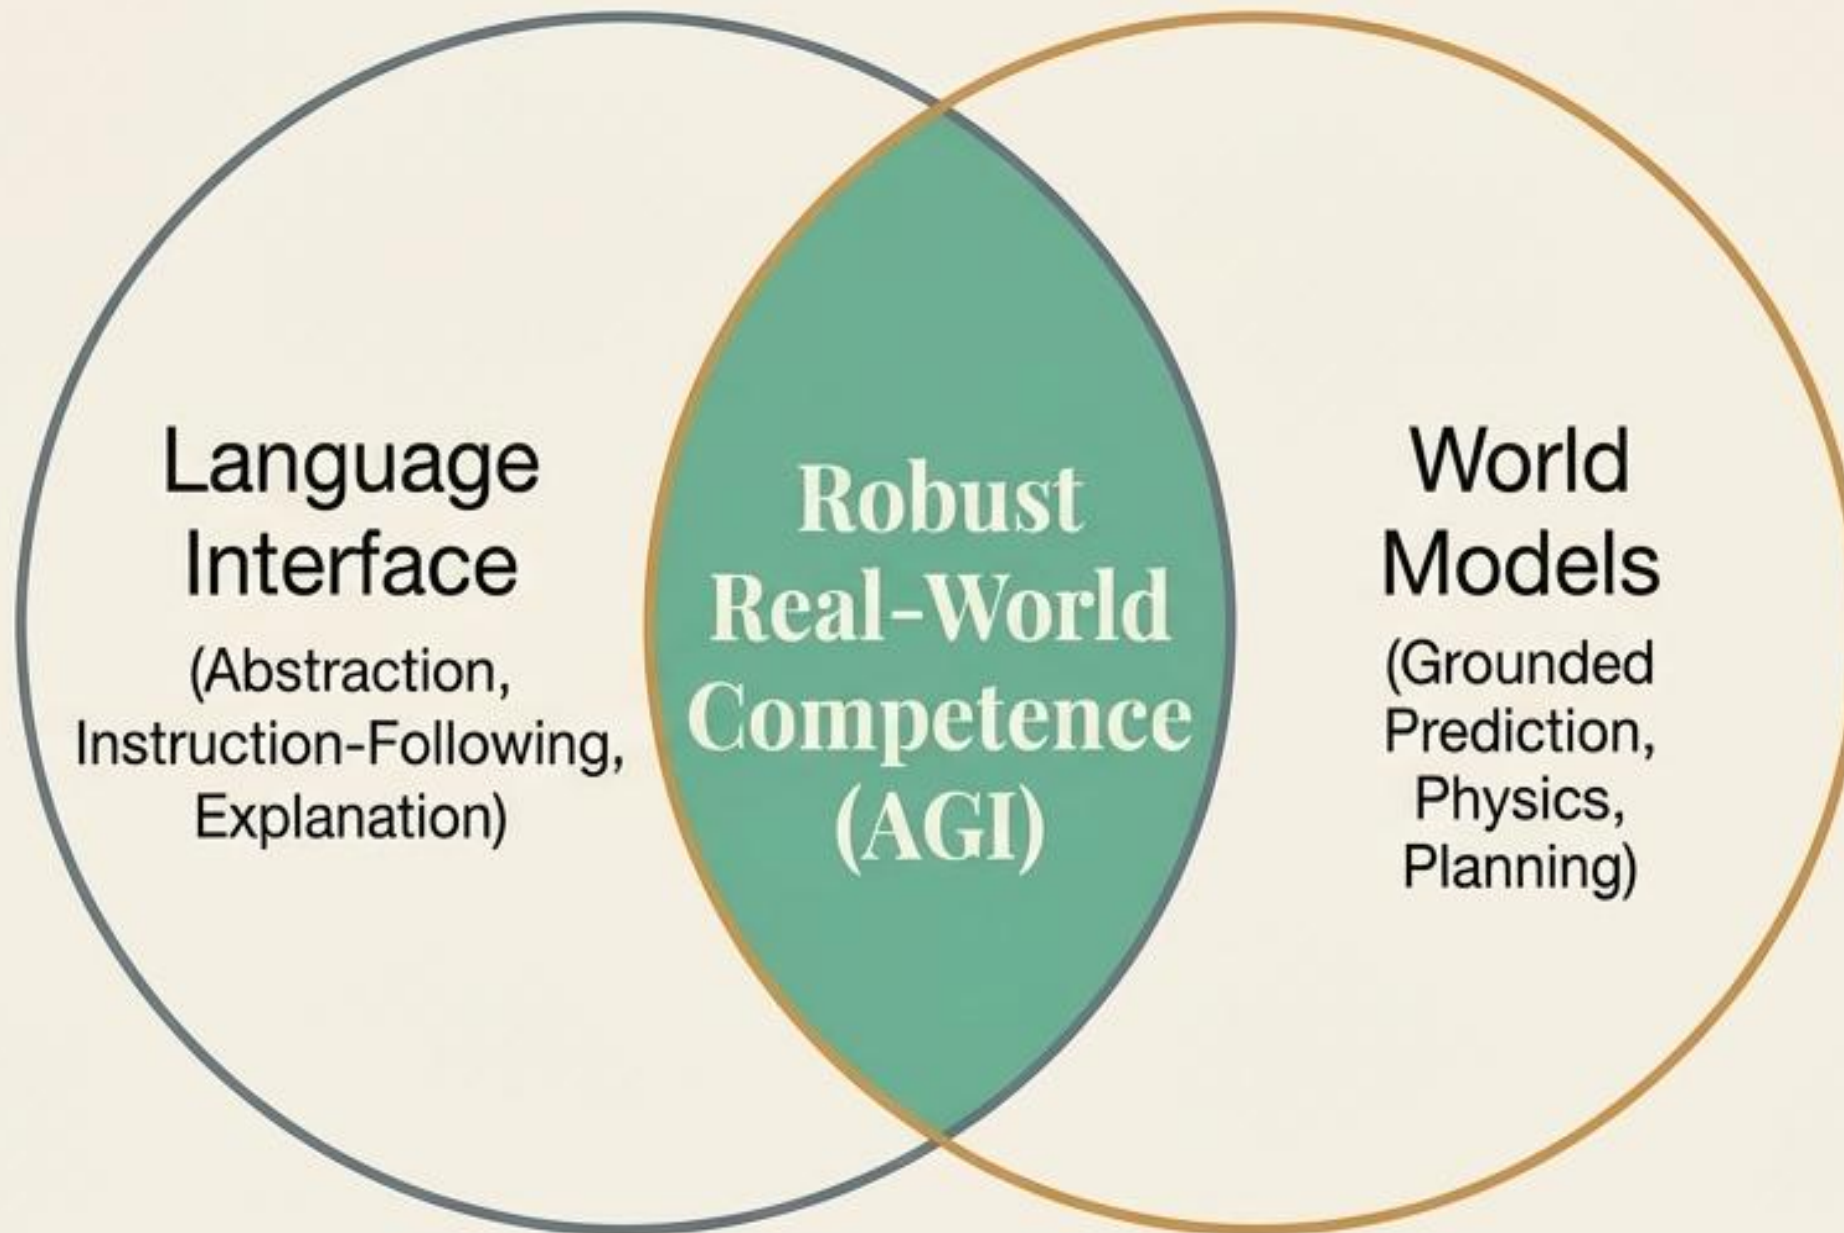 Language
Interface
(Abstraction,
Instruction-Following,
Explanation)
Robust
Real-World
Competence
(AGI)
World
Models
(Grounded
Prediction,
Physics,
Planning)